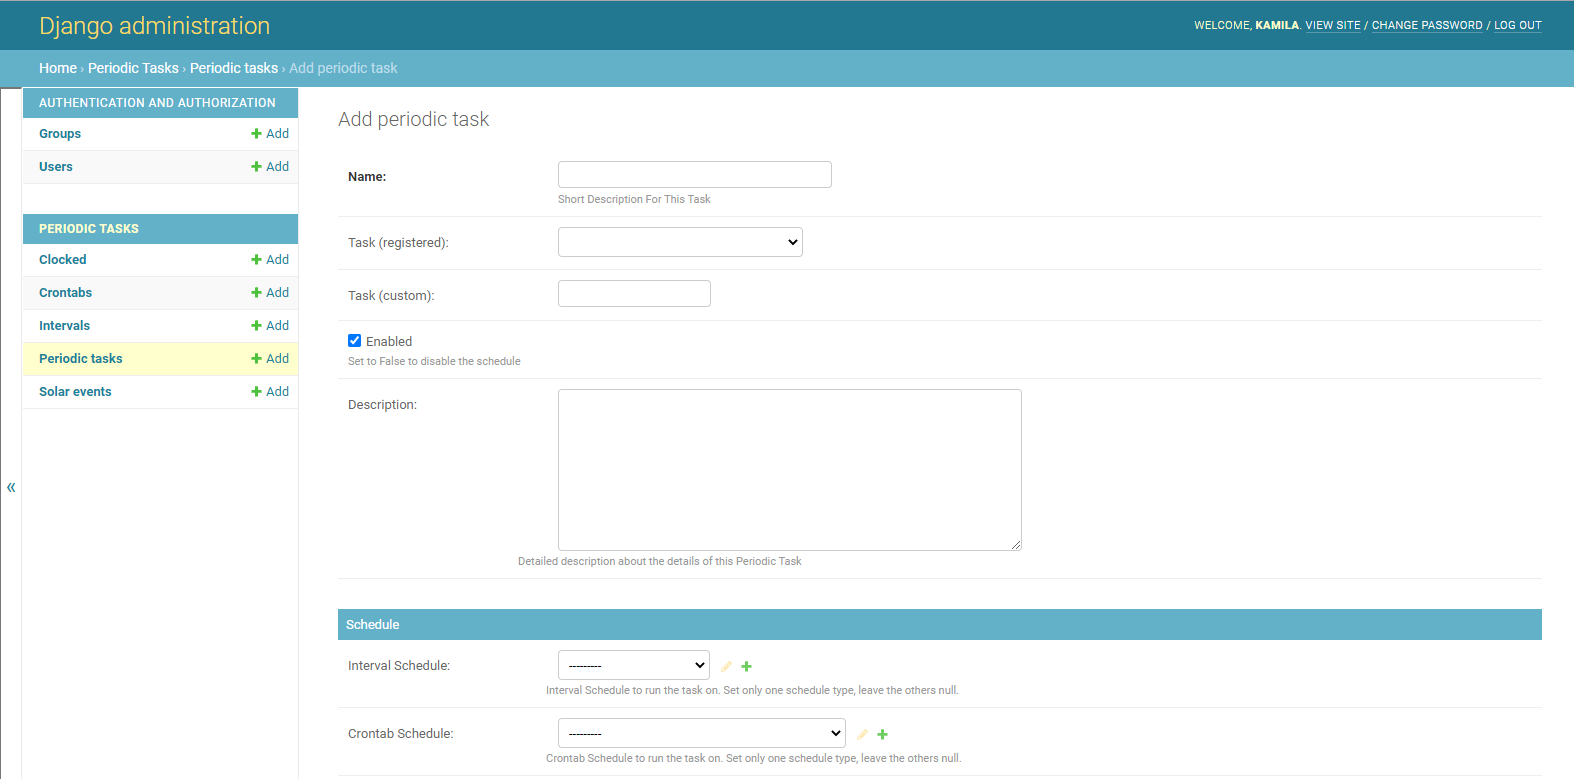 Django administration
WELCOME, KAMILA. VIEW SITE / CHANGE PASSWORD / LOG OUT
Home › Periodic Tasks › Periodic tasks › Add periodic task
AUTHENTICATION AND AUTHORIZATION
Groups + Add
Users + Add
PERIODIC TASKS
Clocked + Add
Crontabs + Add
Intervals + Add
Periodic tasks + Add
Solar events + Add
«
Add periodic task
Name:
Short Description For This Task
Task (registered):
Task (custom):
Enabled
Set to False to disable the schedule
Description:
Detailed description about the details of this Periodic Task
Schedule
Interval Schedule: ---------
Interval Schedule to run the task on. Set only one schedule type, leave the others null.
Crontab Schedule: ---------
Crontab Schedule to run the task on. Set only one schedule type, leave the others null.